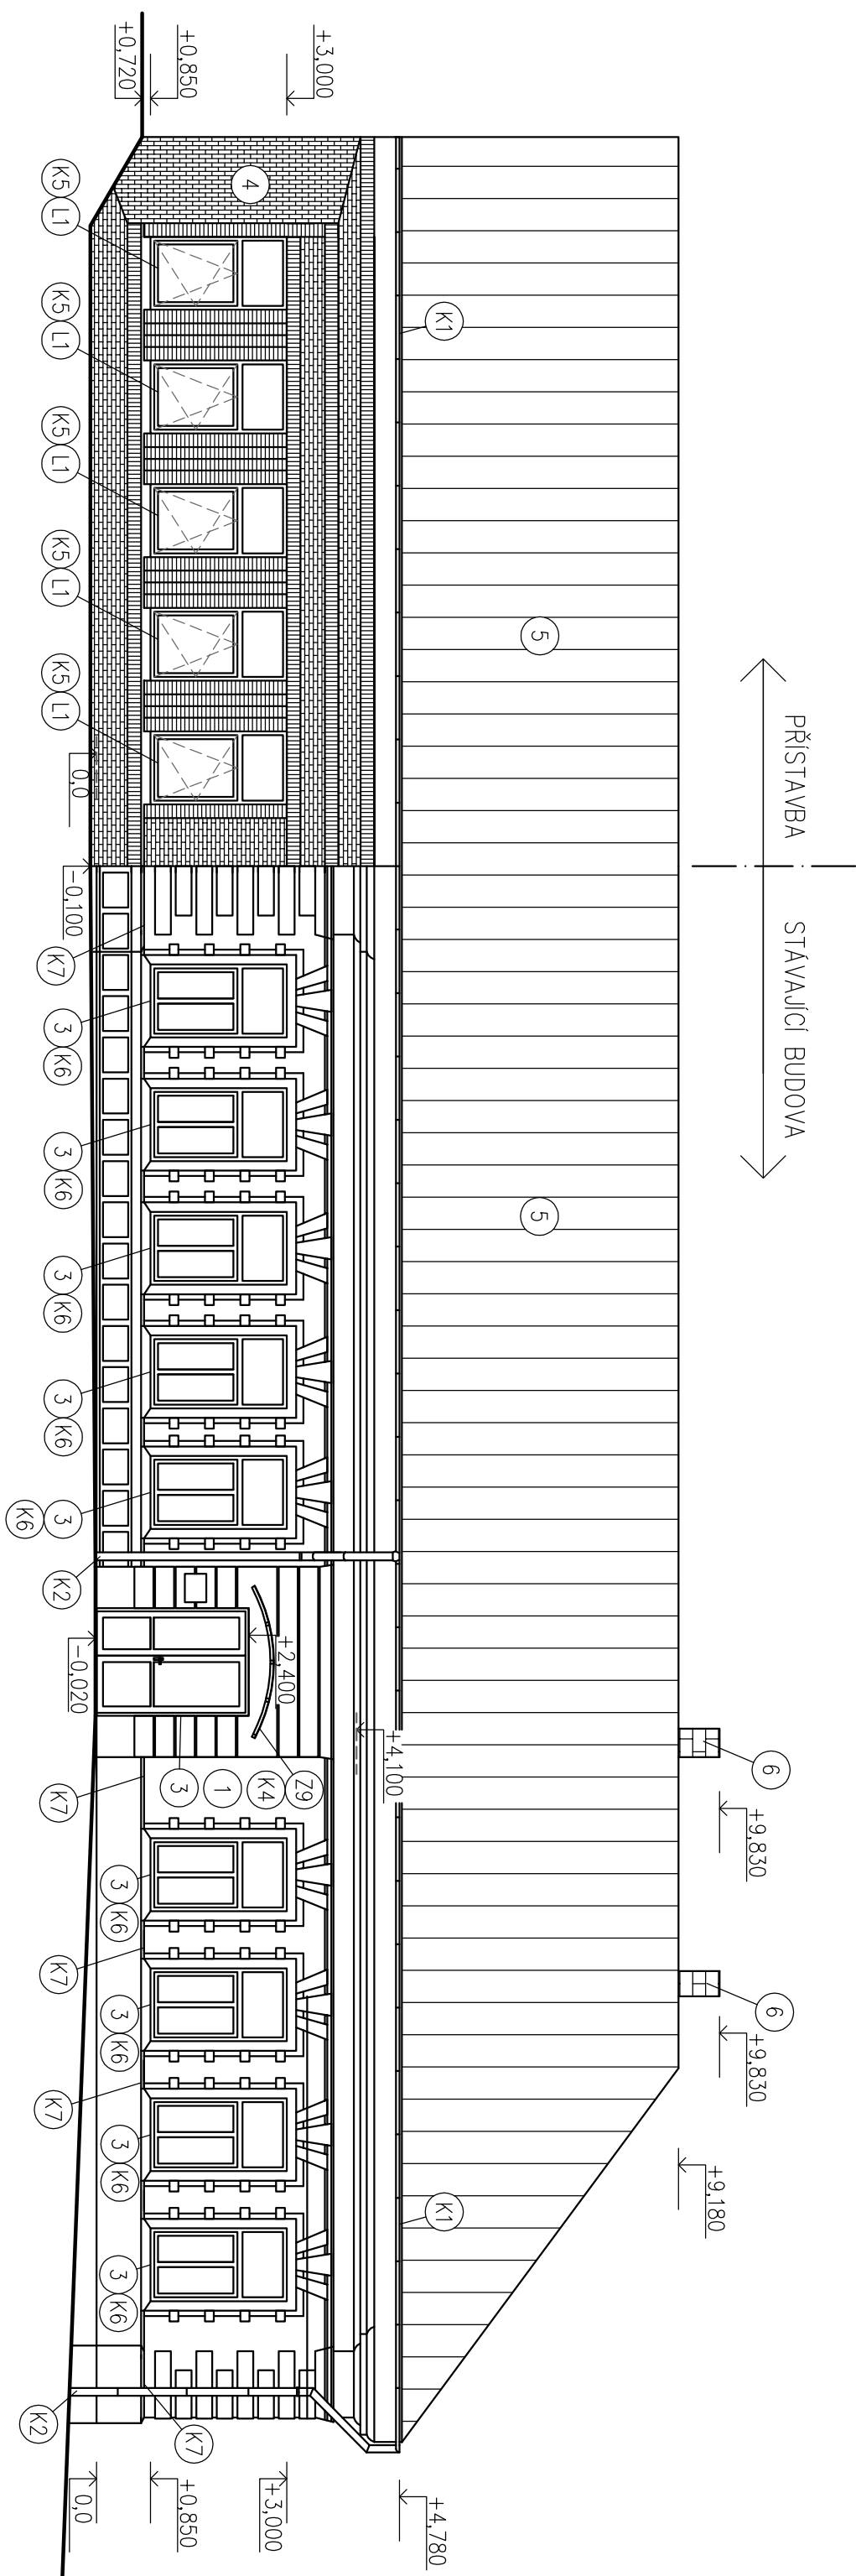 PŘÍSTAVBA
STÁVAJÍCÍ BUDOVA
6
6
+9,830
+9,830
+9,180
5
5
K1
K1
+4,780
+4,100
+3,000
+0,850
+0,720
4
+2,400
Z9
K4
1
3
+3,000
+0,850
0,0
K5
L1
K5
L1
K5
L1
K5
L1
K5
L1
0,0
-0,100
K7
3
K6
3
K6
3
K6
3
K6
3
K6
K2
-0,020
K7
3
K6
K7
3
K6
K7
3
K6
3
K6
K7
K2